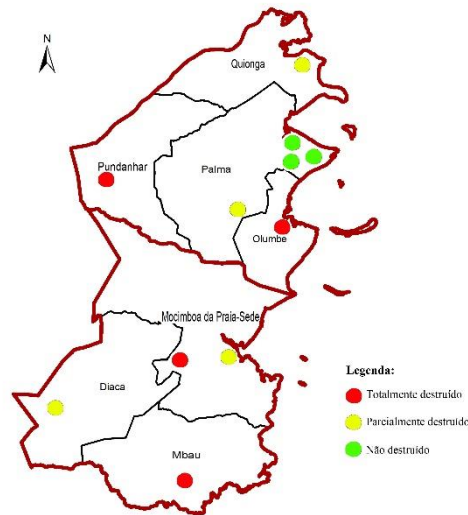 N
Quionga
Pundanhar
Palma
Olumbe
Mocimboa da Praia-Sede
Diaca
Mbau
Legenda:
Totalmente destruído
Parcialmente destruído
Não destruído